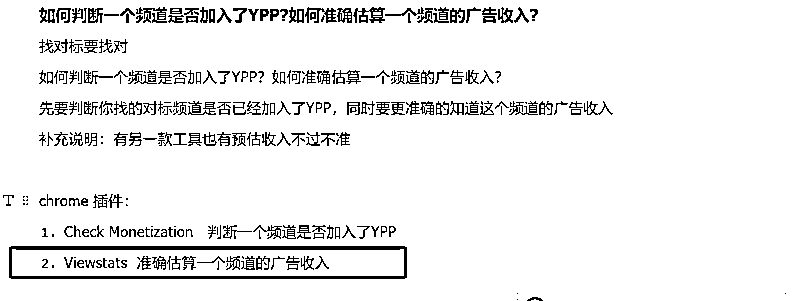 如何判断一个频道是否加入了YPP?如何准确估算一个频道的广告收入?
找对标要找对
如何判断一个频道是否加入了YPP? 如何准确估算一个频道的广告收入?
先要判断你找的对标频道是否已经加入了YPP，同时要更准确的知道这个频道的广告收入
补充说明：有另一款工具也有预估收入不过不准
chrome 插件：
1. Check Monetization 判断一个频道是否加入了YPP
2. Viewstats 准确估算一个频道的广告收入